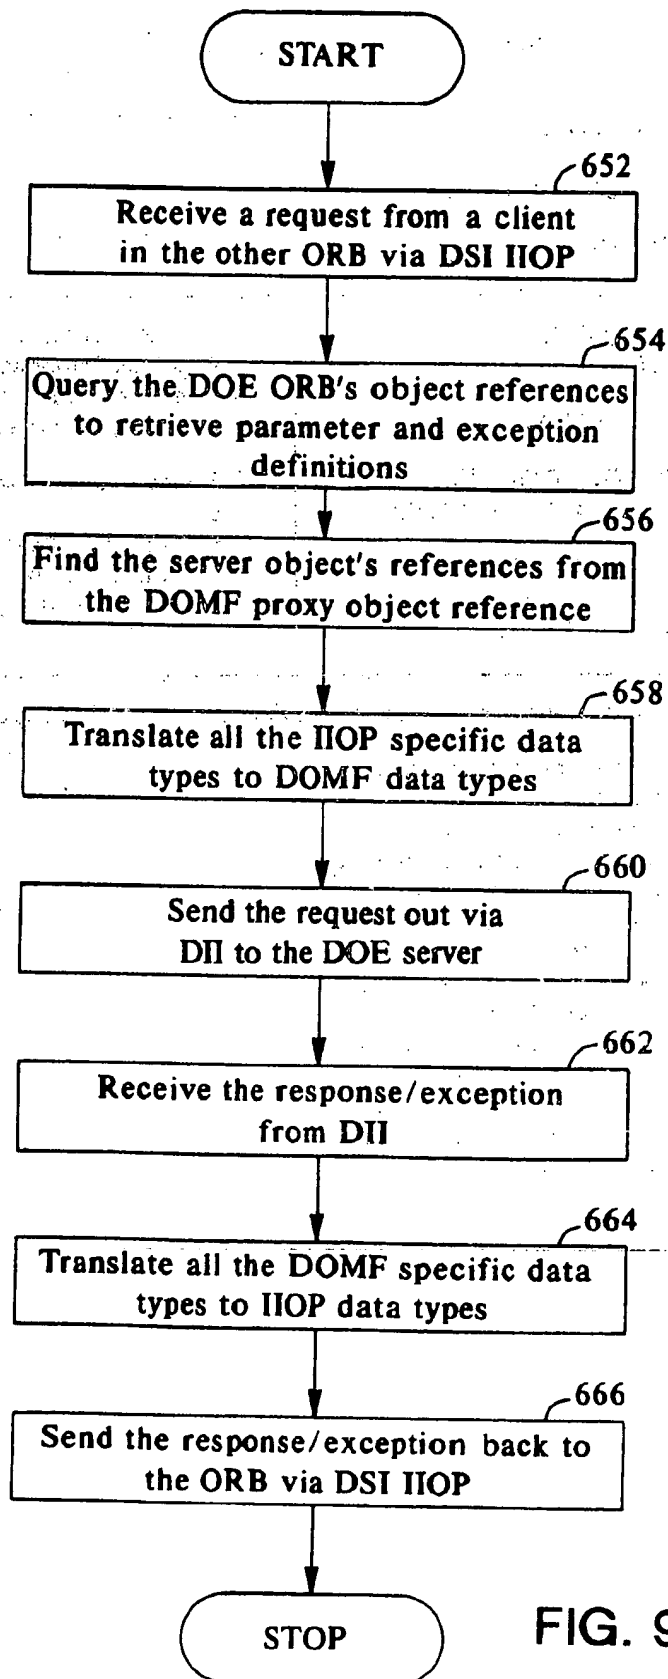 START
652
Receive a request from a client
in the other ORB via DSI IIOP
654
Query the DOE ORB's object references
to retrieve parameter and exception
definitions
656
Find the server object's references from
the DOMF proxy object reference
658
Translate all the IIOP specific data
types to DOMF data types
660
Send the request out via
DII to the DOE server
662
Receive the response/exception
from DII
664
Translate all the DOMF specific data
types to IIOP data types
666
Send the response/exception back to
the ORB via DSI IIOP
STOP
FIG. 9